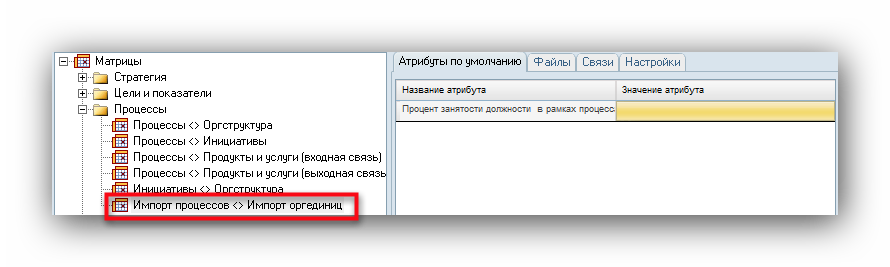 Матрицы
Стратегия
Цели и показатели
Процессы
Процессы <> Оргструктура
Процессы <> Инициативы
Процессы <> Продукты и услуги (входная связь)
Процессы <> Продукты и услуги (выходная связь
Инициативы <> Оргструктура
Импорт процессов <> Импорт оргединиц
Атрибуты по умолчанию Файлы Связи Настройки
Название атрибута Значение атрибута
Процент занятости должности в рамках процесс